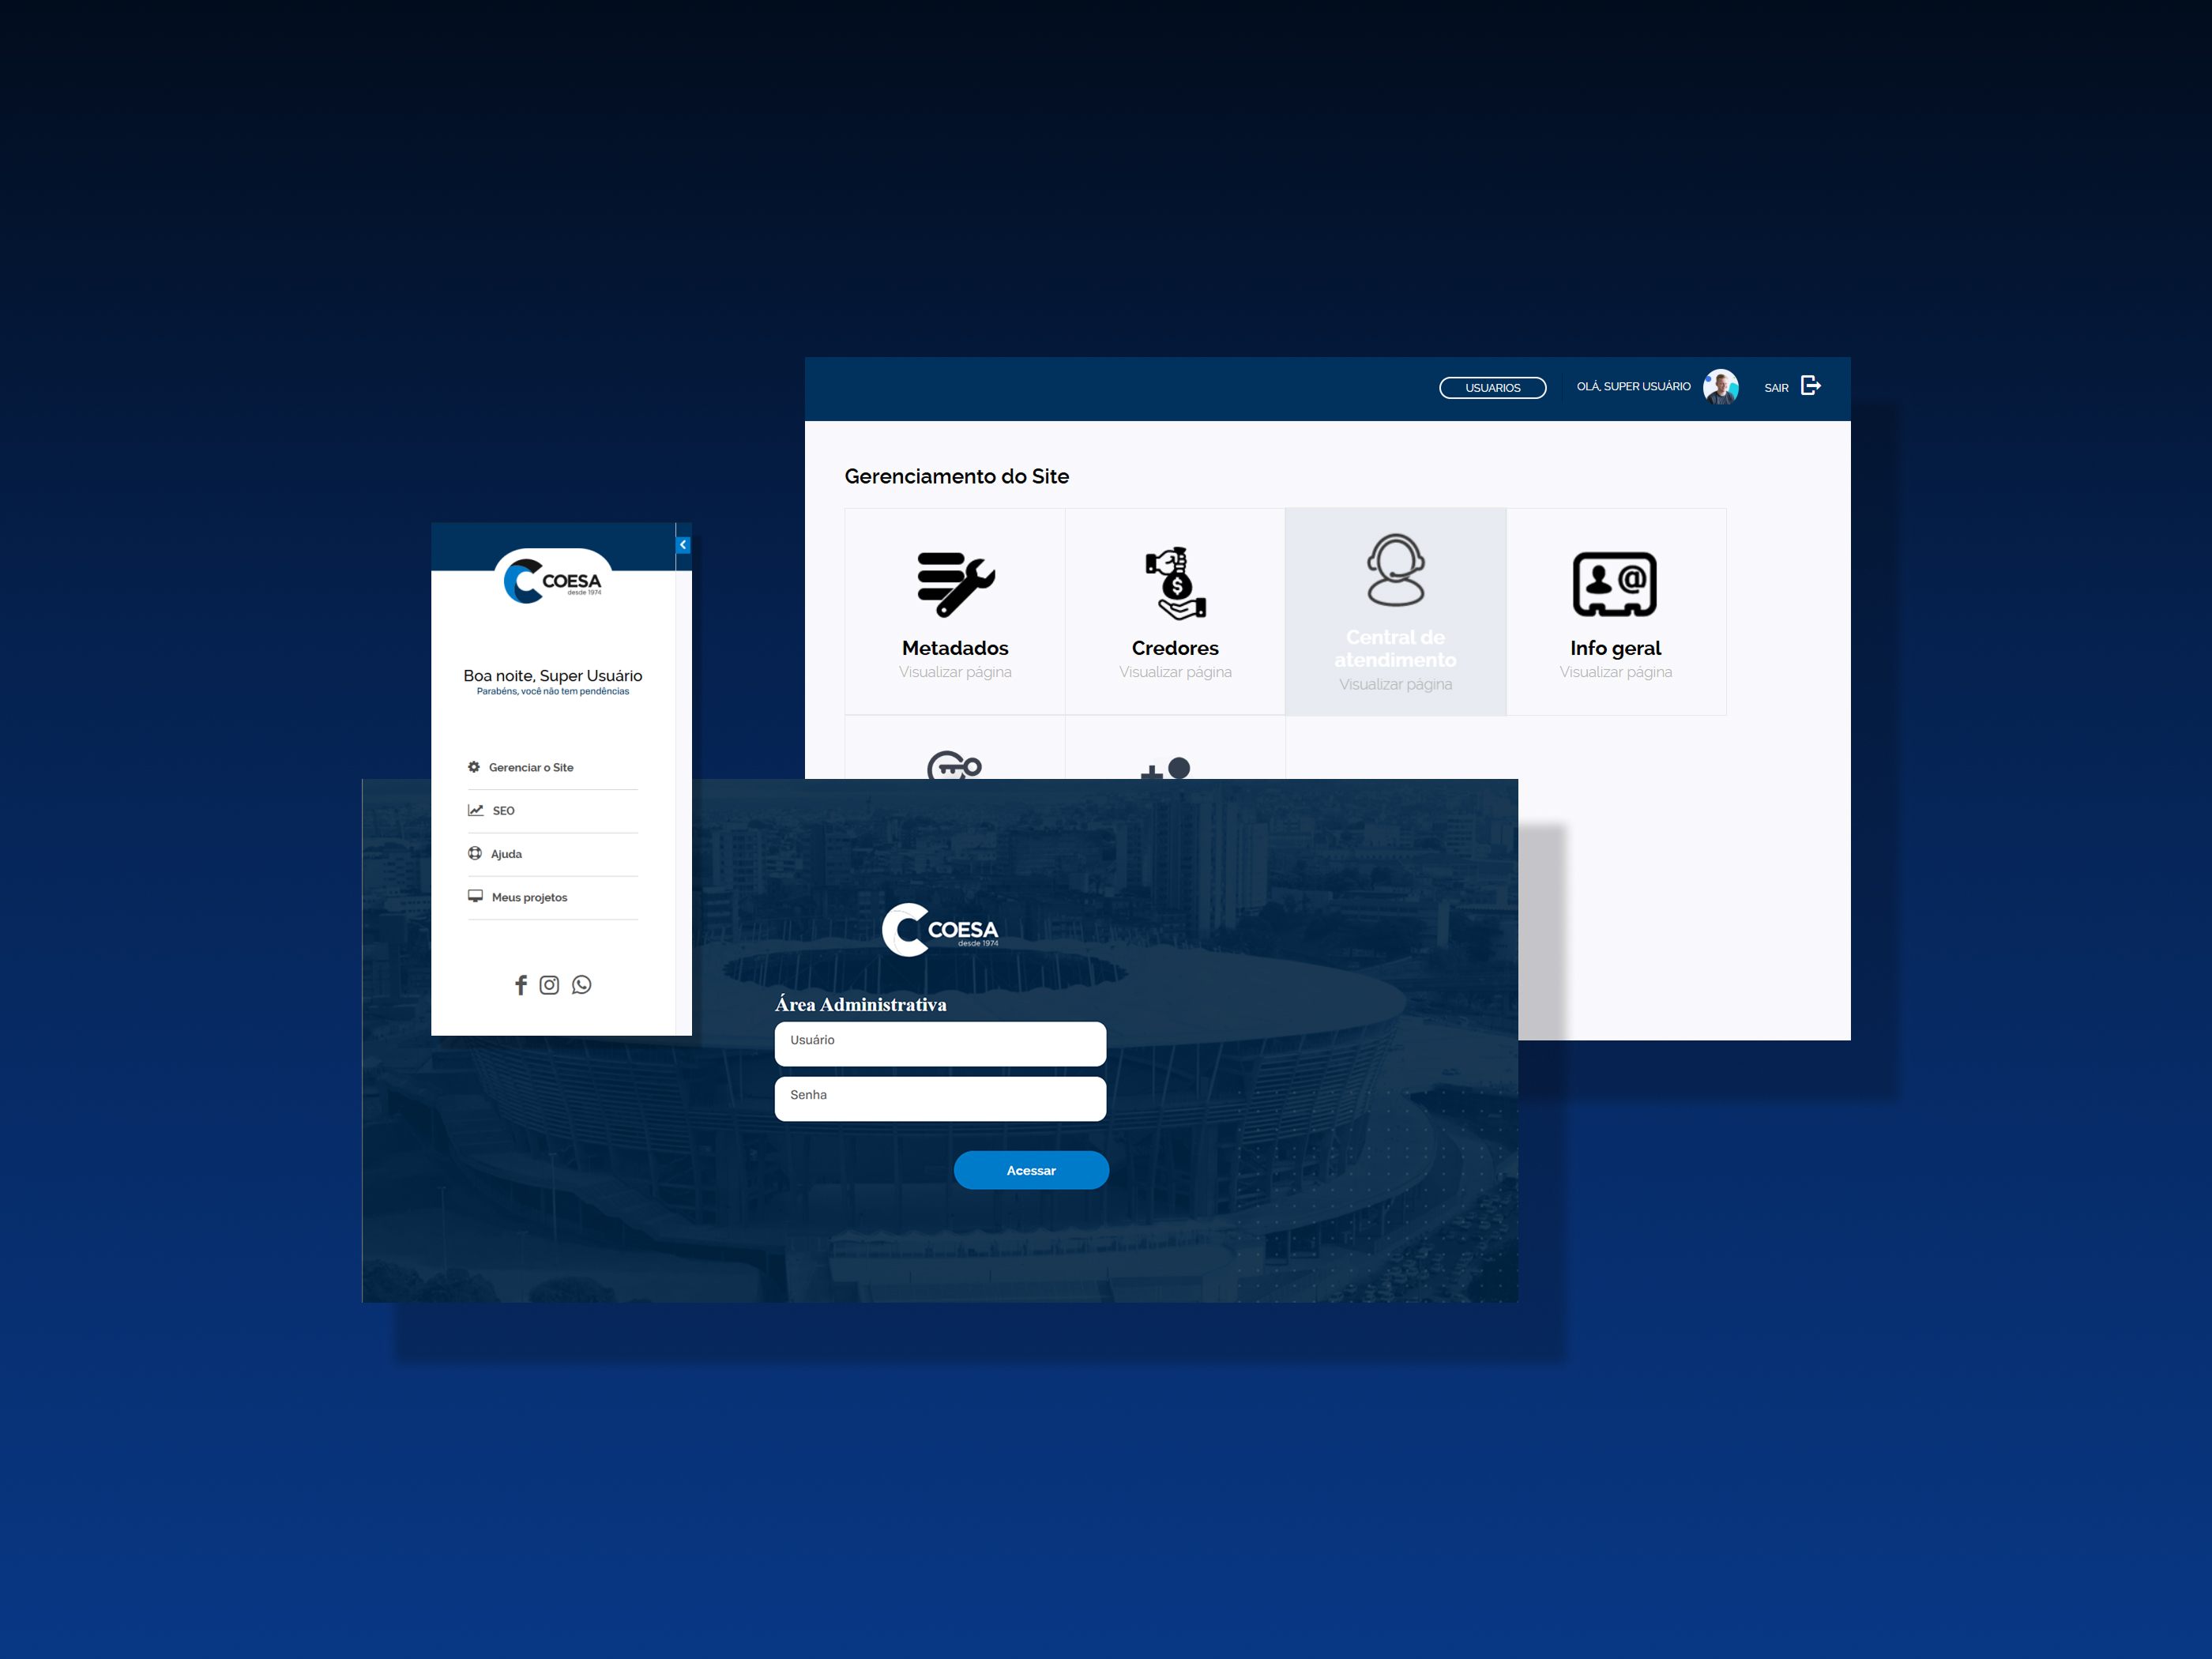 USUARIOS
OLÁ, SUPER USUÁRIO
SAIR
Gerenciamento do Site
Metadados
Visualizar página
Credores
Visualizar página
Central de
atendimento
Visualizar página
Info geral
Visualizar página
COESA
desde 1974
Boa noite, Super Usuário
Parabéns, você não tem pendências
Gerenciar o Site
SEO
Ajuda
Meus projetos
COESA
desde 1974
Área Administrativa
Usuário
Senha
Acessar